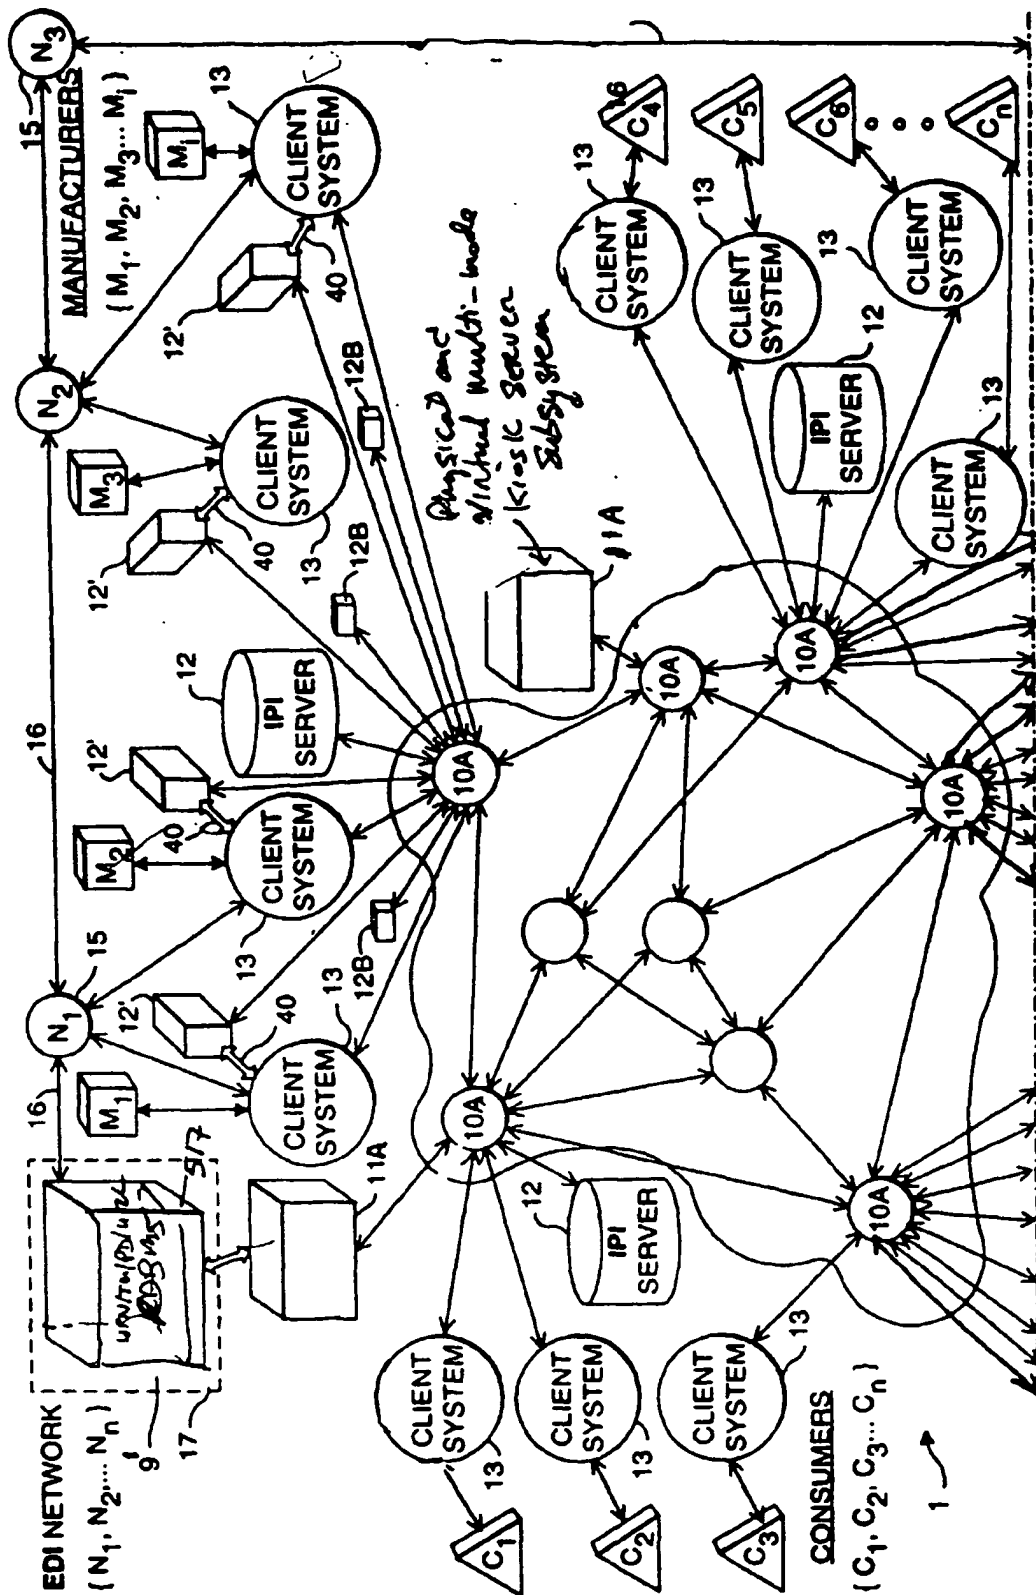 EDI NETWORK
{ N₁, N₂,... Nₙ }
9'
17
URN/TM/PD/URL
RDBMS
16
N₁
15
16
N₂
15
N₃
MANUFACTURERS
{ M₁, M₂, M₃... Mᵢ }
M₁
M₂
M₃
Mᵢ
12'
40
13
CLIENT SYSTEM
12'
40
13
CLIENT SYSTEM
12'
40
13
CLIENT SYSTEM
12'
40
13
CLIENT SYSTEM
11A
12B
12
IPI SERVER
12B
12B
10A
Physical and
virtual multi-mode
Kiosk Server
Subsystem
11A
10A
10A
10A
10A
10A
12
IPI SERVER
CLIENT SYSTEM
13
C₁
CLIENT SYSTEM
13
C₂
CLIENT SYSTEM
13
C₃
CONSUMERS
{ C₁, C₂, C₃... Cₙ }
1
13
CLIENT SYSTEM
16
C₄
13
CLIENT SYSTEM
C₅
IPI SERVER
12
13
CLIENT SYSTEM
C₆
13
CLIENT SYSTEM
Cₙ